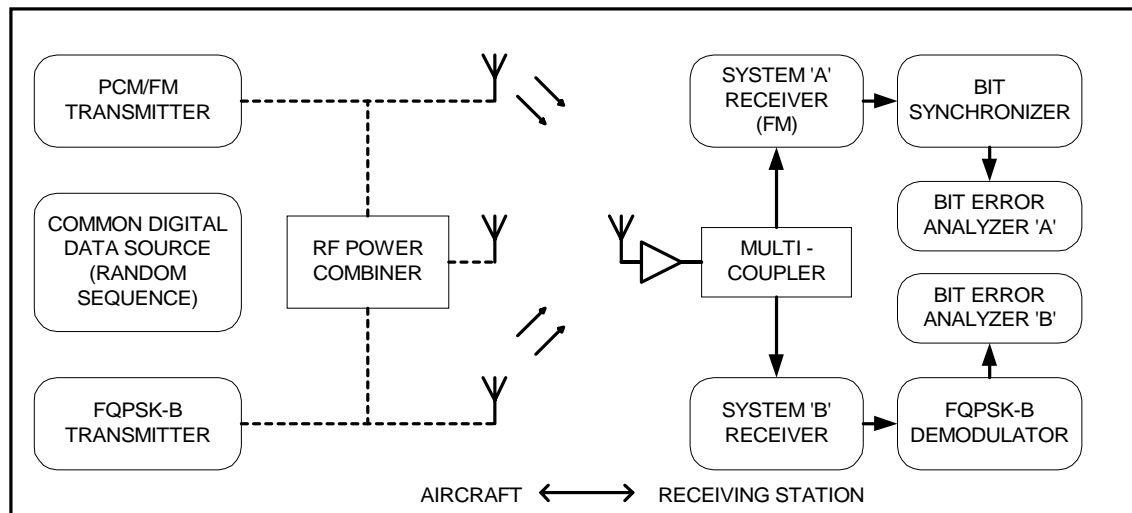 PCM/FM
TRANSMITTER
COMMON DIGITAL
DATA SOURCE
(RANDOM
SEQUENCE)
FQPSK-B
TRANSMITTER
RF POWER
COMBINER
MULTI -
COUPLER
SYSTEM 'A'
RECEIVER
(FM)
BIT
SYNCHRONIZER
BIT ERROR
ANALYZER 'A'
BIT ERROR
ANALYZER 'B'
SYSTEM 'B'
RECEIVER
FQPSK-B
DEMODULATOR
AIRCRAFT
RECEIVING STATION